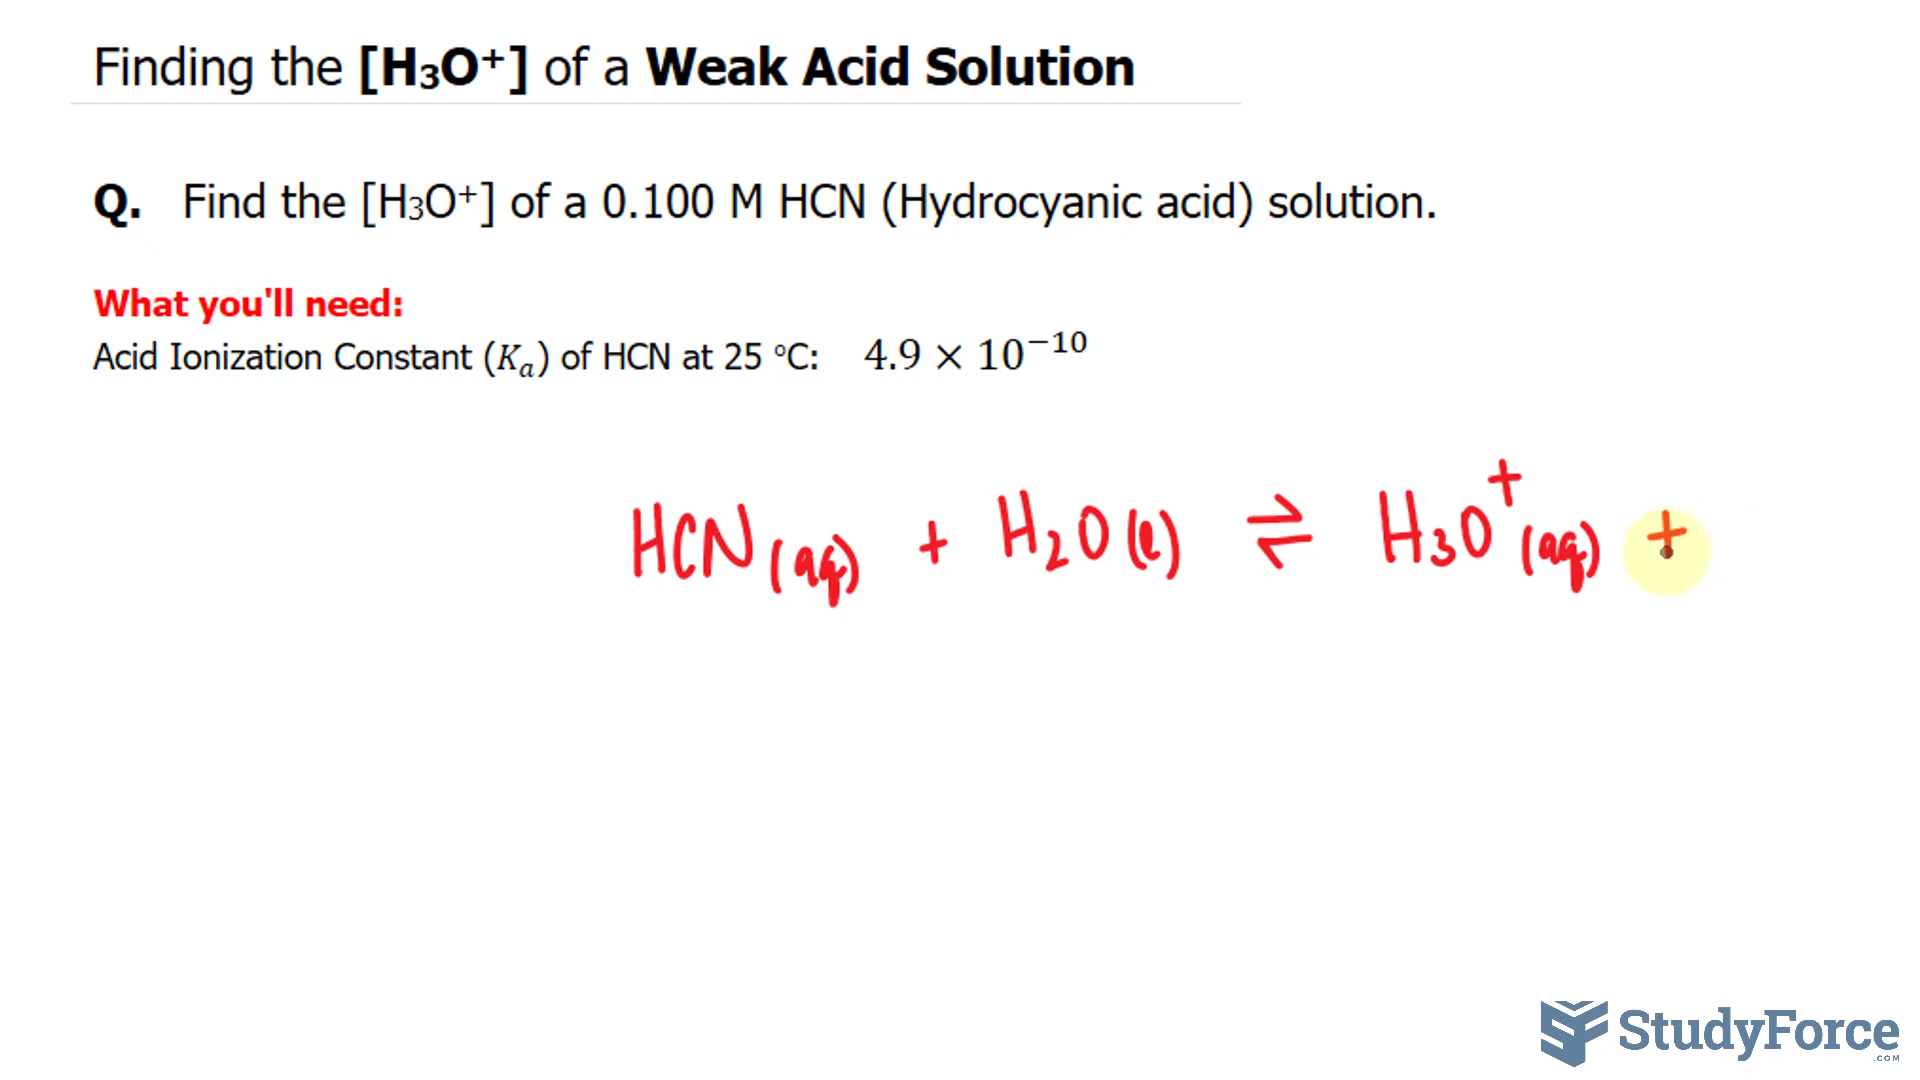 Finding the [H₃O⁺] of a Weak Acid Solution
Q. Find the [H₃O⁺] of a 0.100 M HCN (Hydrocyanic acid) solution.
What you'll need:
Acid Ionization Constant (Kₐ) of HCN at 25 °C: 4.9 × 10⁻¹⁰
HCN(aq) + H₂O(l) ⇌ H₃O⁺(aq) +
StudyForce
.COM